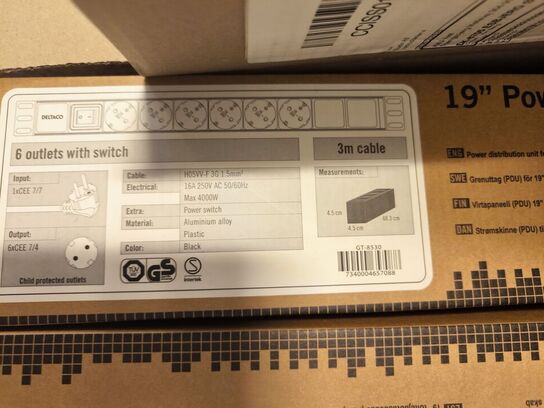 DELTACO
6 outlets with switch
3m cable
Input:
1xCEE 7/7
Output:
6xCEE 7/4
Child protected outlets
Cable: H05VV-F 3G 1.5mm²
Electrical: 16A 250V AC 50/60Hz
Max 4000W
Extra: Power switch
Material: Aluminium alloy
Plastic
Color: Black
GS
Intertek
Measurements:
4.5 cm
48.3 cm
4.5 cm
GT-8530
7340004657088
19" Pow
ENG Power distribution unit f
SWE Grenuttag (PDU) för 19"
FIN Virtapaneeli (PDU) 19"
DAN Strømskinne (PDU) ti